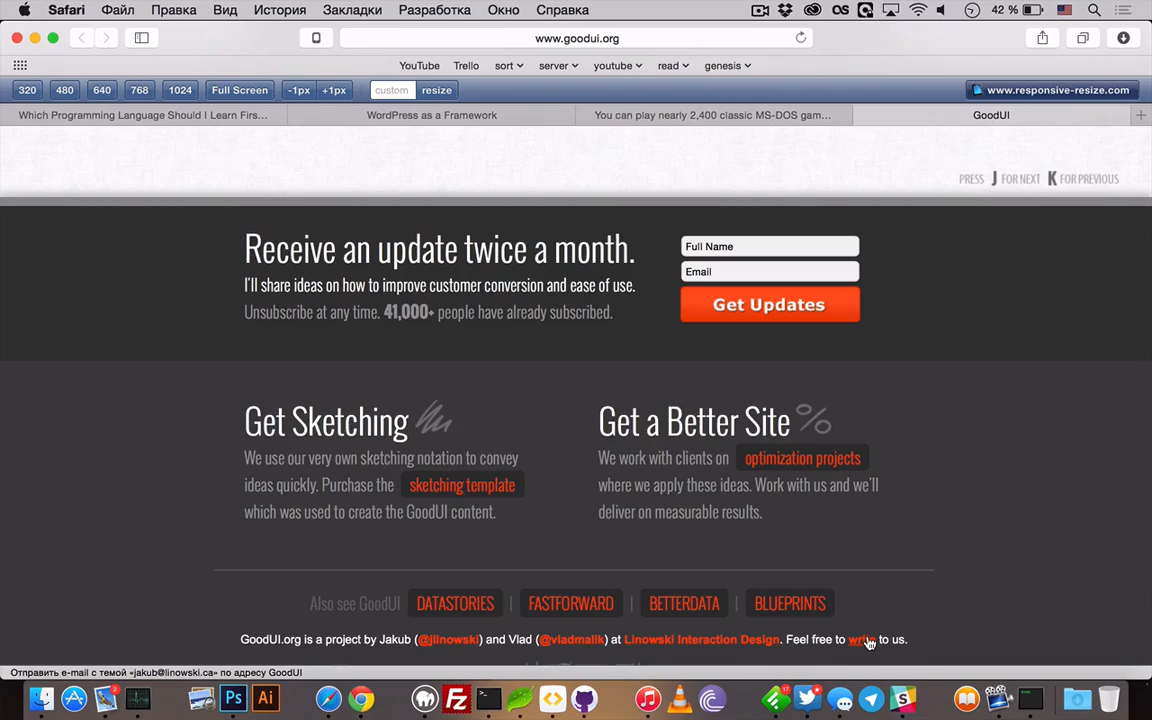 Safari Файл Правка Вид История Закладки Разработка Окно Справка OS 42 %
www.goodui.org
YouTube Trello sort server youtube read genesis
320 480 640 768 1024 Full Screen -1px +1px custom resize www.responsive-resize.com
Which Programming Language Should I Learn Firs... WordPress as a Framework You can play nearly 2,400 classic MS-DOS gam... GoodUI
PRESS J FOR NEXT K FOR PREVIOUS
Receive an update twice a month.
I'll share ideas on how to improve customer conversion and ease of use.
Unsubscribe at any time. 41,000+ people have already subscribed.
Full Name
Email
Get Updates
Get Sketching
We use our very own sketching notation to convey
ideas quickly. Purchase the sketching template
which was used to create the GoodUI content.
Get a Better Site %
We work with clients on optimization projects
where we apply these ideas. Work with us and we'll
deliver on measurable results.
Also see GoodUI DATASTORIES | FASTFORWARD | BETTERDATA | BLUEPRINTS
GoodUI.org is a project by Jakub (@jlinowski) and Vlad (@vladmalik) at Linowski Interaction Design. Feel free to write to us.
Отправить e-mail с темой «jakub@linowski.ca» по адресу GoodUI
Ps Ai Fz